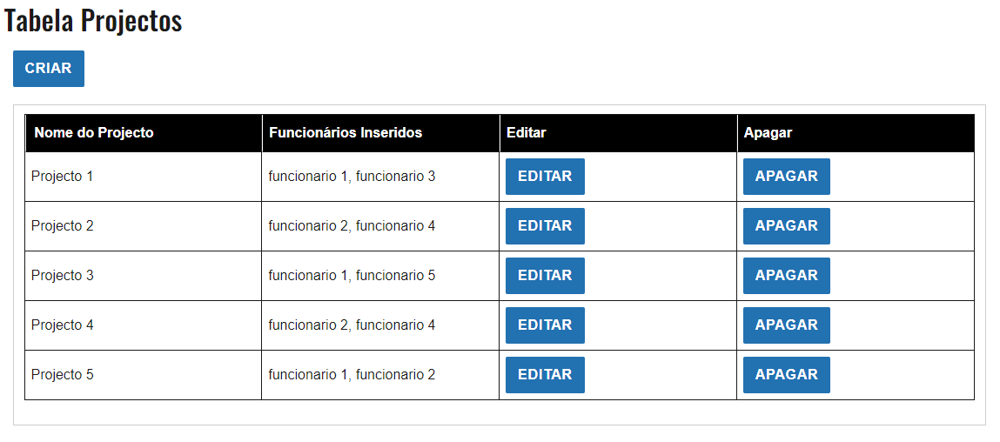 Tabela Projectos
CRIAR
Nome do Projecto Funcionários Inseridos Editar Apagar
Projecto 1 funcionario 1, funcionario 3 EDITAR APAGAR
Projecto 2 funcionario 2, funcionario 4 EDITAR APAGAR
Projecto 3 funcionario 1, funcionario 5 EDITAR APAGAR
Projecto 4 funcionario 2, funcionario 4 EDITAR APAGAR
Projecto 5 funcionario 1, funcionario 2 EDITAR APAGAR